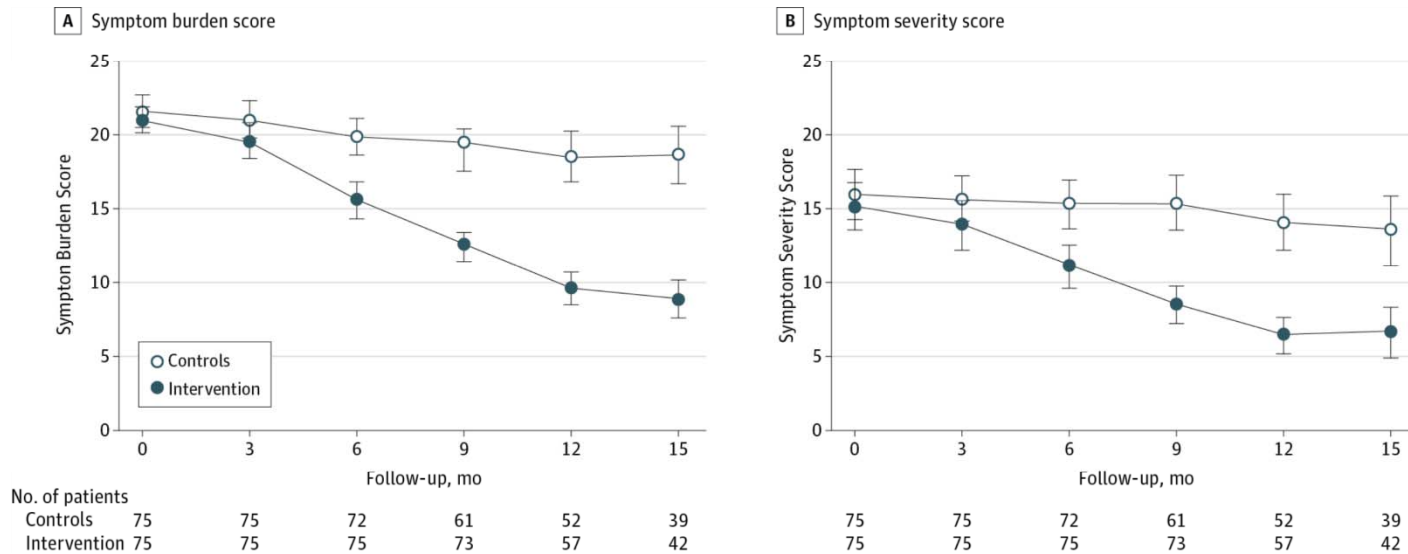 A Symptom burden score
25
20
15
10
5
0
Sympton Burden Score
Controls
Intervention
0 3 6 9 12 15
Follow-up, mo
No. of patients
Controls 75 75 72 61 52 39
Intervention 75 75 75 73 57 42
B Symptom severity score
25
20
15
10
5
0
Symptom Severity Score
0 3 6 9 12 15
Follow-up, mo
75 75 72 61 52 39
75 75 75 73 57 42